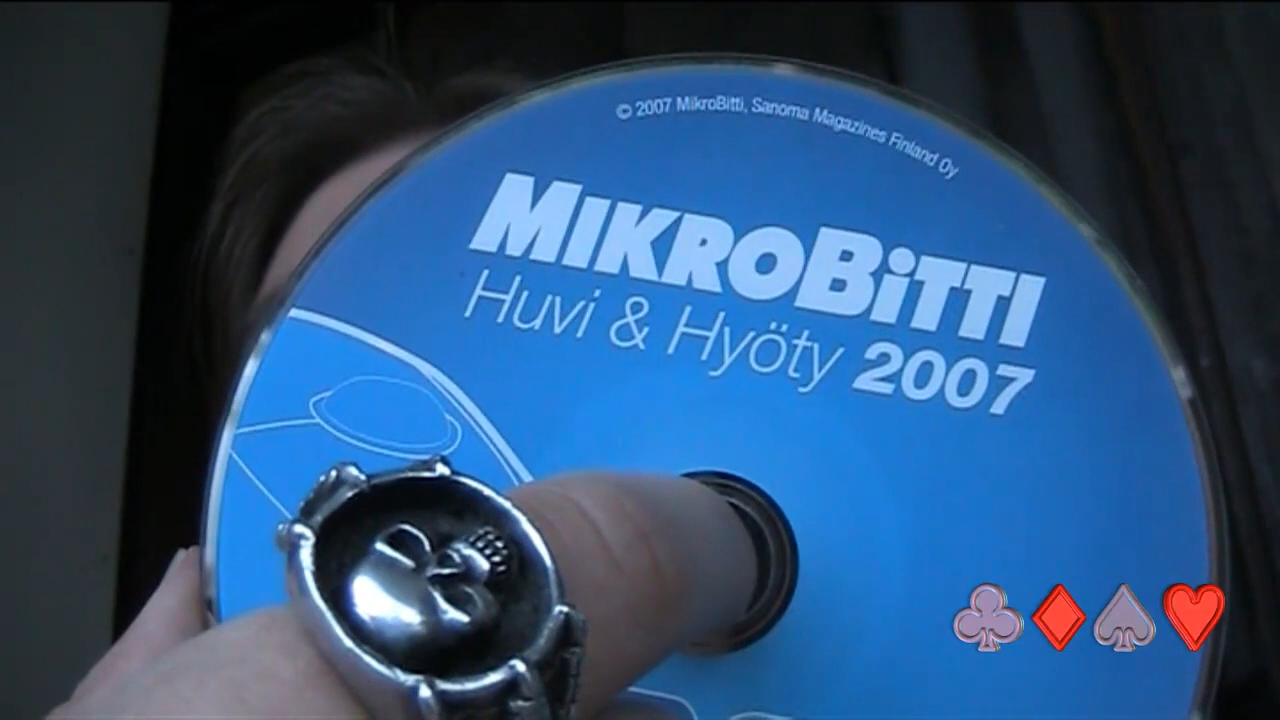 © 2007 MikroBitti, Sanoma Magazines Finland Oy
MIKROBiTTI
Huvi & Hyöty 2007